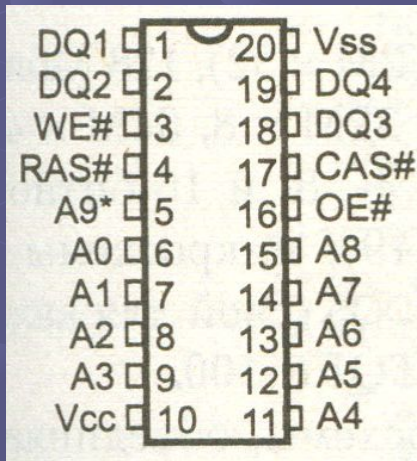 DQ1 1 20 Vss
DQ2 2 19 DQ4
WE# 3 18 DQ3
RAS# 4 17 CAS#
A9* 5 16 OE#
A0 6 15 A8
A1 7 14 A7
A2 8 13 A6
A3 9 12 A5
Vcc 10 11 A4